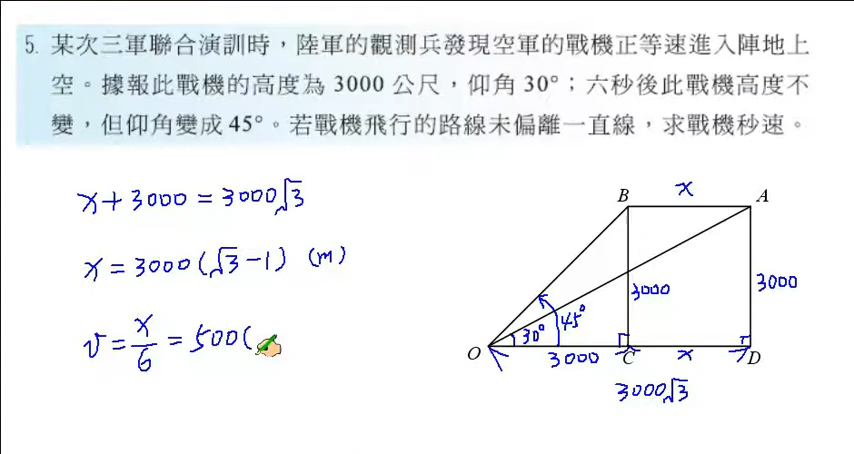 5. 某次三軍聯合演訓時，陸軍的觀測兵發現空軍的戰機正等速進入陣地上
空。據報此戰機的高度為 3000 公尺，仰角 30°；六秒後此戰機高度不
變，但仰角變成 45°。若戰機飛行的路線未偏離一直線，求戰機秒速。
x + 3000 = 3000√3
x = 3000(√3 - 1) (m)
v = x/6 = 500(
B x A
3000 3000
30° 45°
O 3000 C x D
3000√3